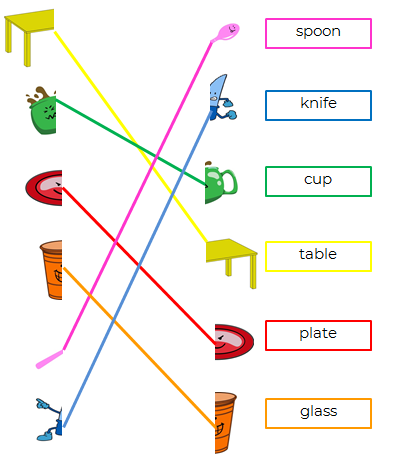 spoon
knife
cup
table
plate
glass